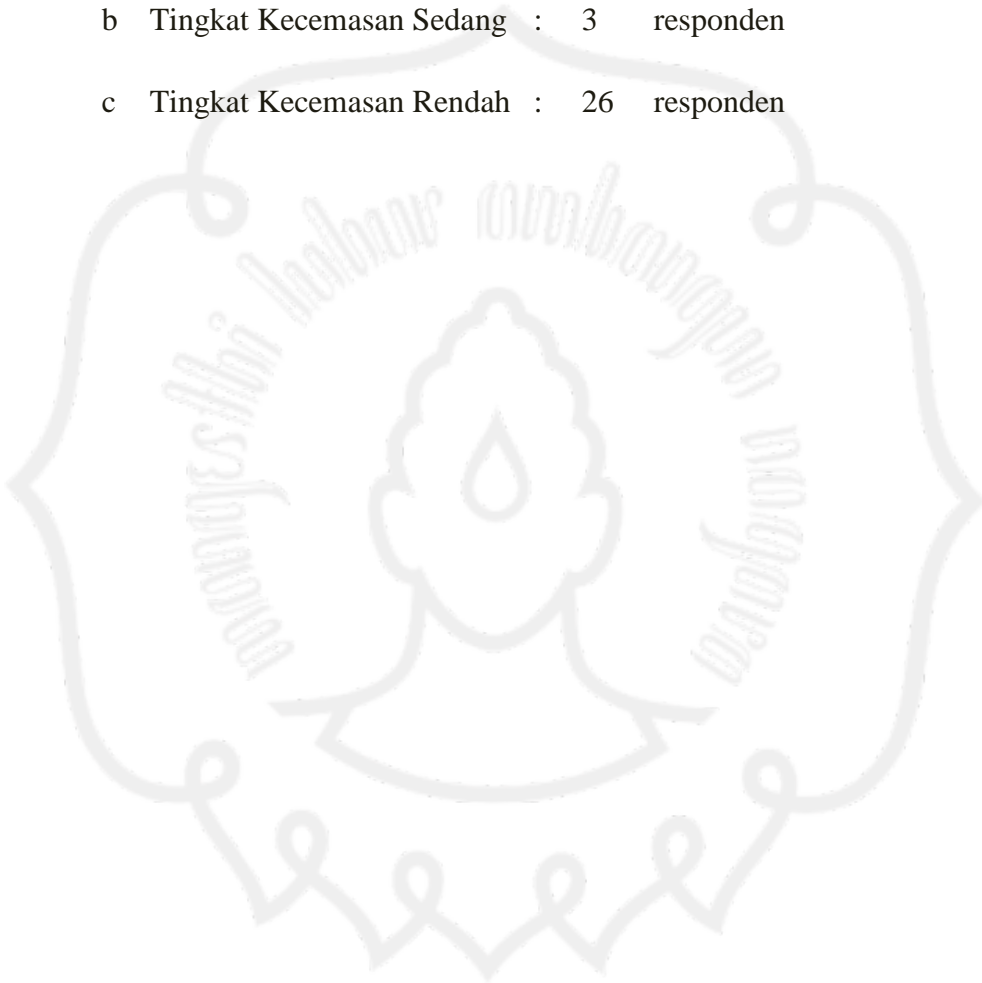 b Tingkat Kecemasan Sedang : 3 responden
c Tingkat Kecemasan Rendah : 26 responden